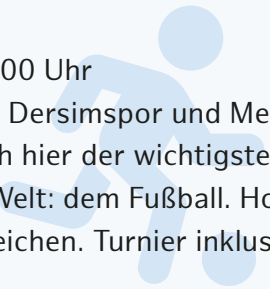 00 Uhr
Dersimspor und Me
h hier der wichtigste
Welt: dem Fußball. Ho
eichen. Turnier inklus